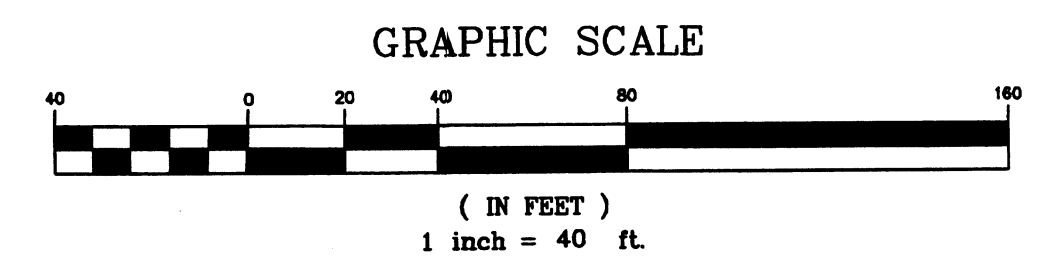 GRAPHIC SCALE
40 0 20 40 80 160
( IN FEET )
1 inch = 40 ft.